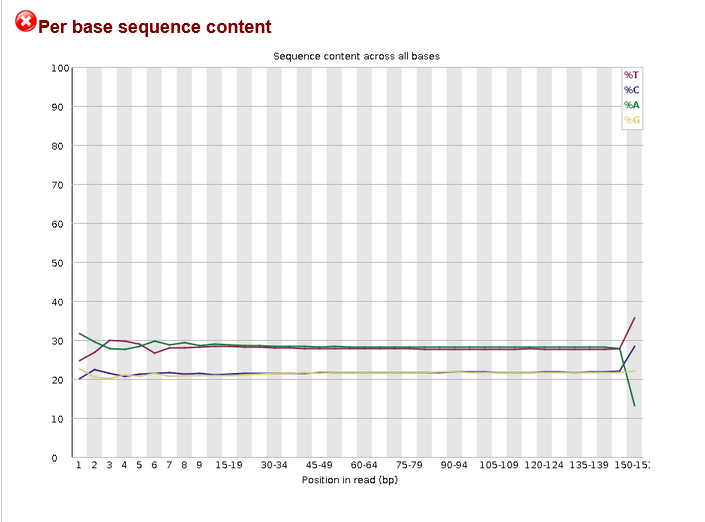 Per base sequence content
Sequence content across all bases
%T
%C
%A
%G
100
90
80
70
60
50
40
30
20
10
0
1 2 3 4 5 6 7 8 9 15-19 30-34 45-49 60-64 75-79 90-94 105-109 120-124 135-139 150-151
Position in read (bp)